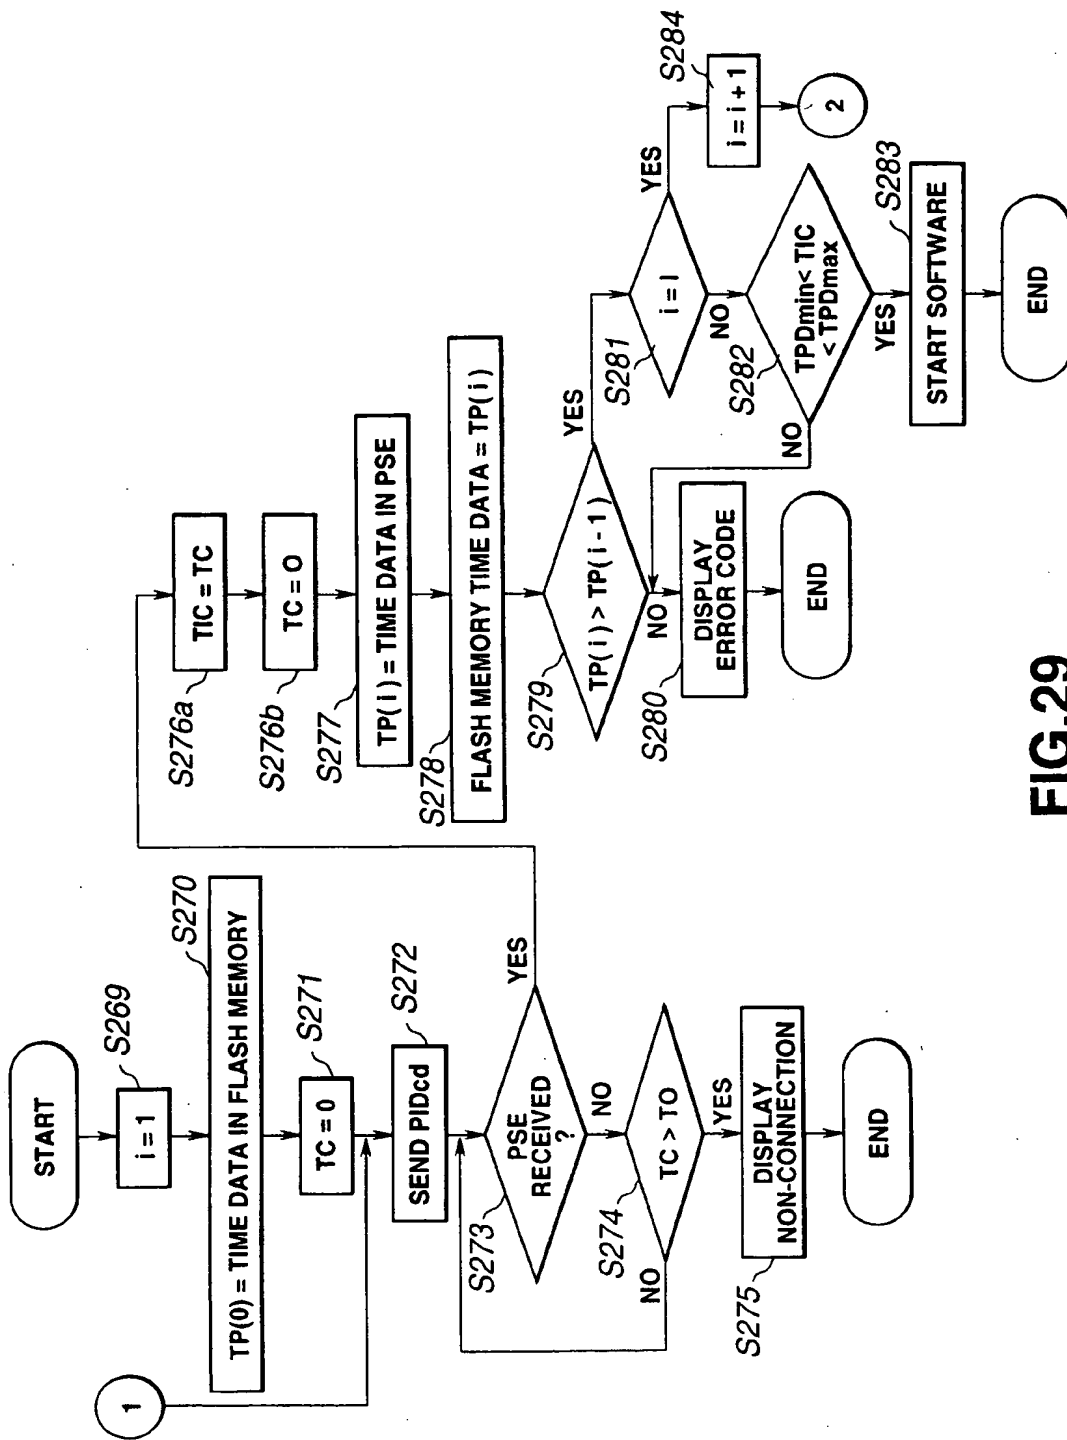 START
S269
i = 1
S270
TP(0) = TIME DATA IN FLASH MEMORY
S271
TC = 0
1
S272
SEND PIDcd
S273
PSE
RECEIVED
?
YES
NO
S274
TC > TO
NO
YES
S275
DISPLAY
NON-CONNECTION
END
S276a
TIC = TC
S276b
TC = O
S277
TP(i) = TIME DATA IN PSE
S278
FLASH MEMORY TIME DATA = TP(i)
S279
TP(i) > TP(i-1)
YES
NO
S280
DISPLAY
ERROR CODE
END
S281
i = I
YES
NO
S284
i = i + 1
2
S282
TPDmin< TIC
< TPDmax
NO
YES
S283
START SOFTWARE
END
FIG.29